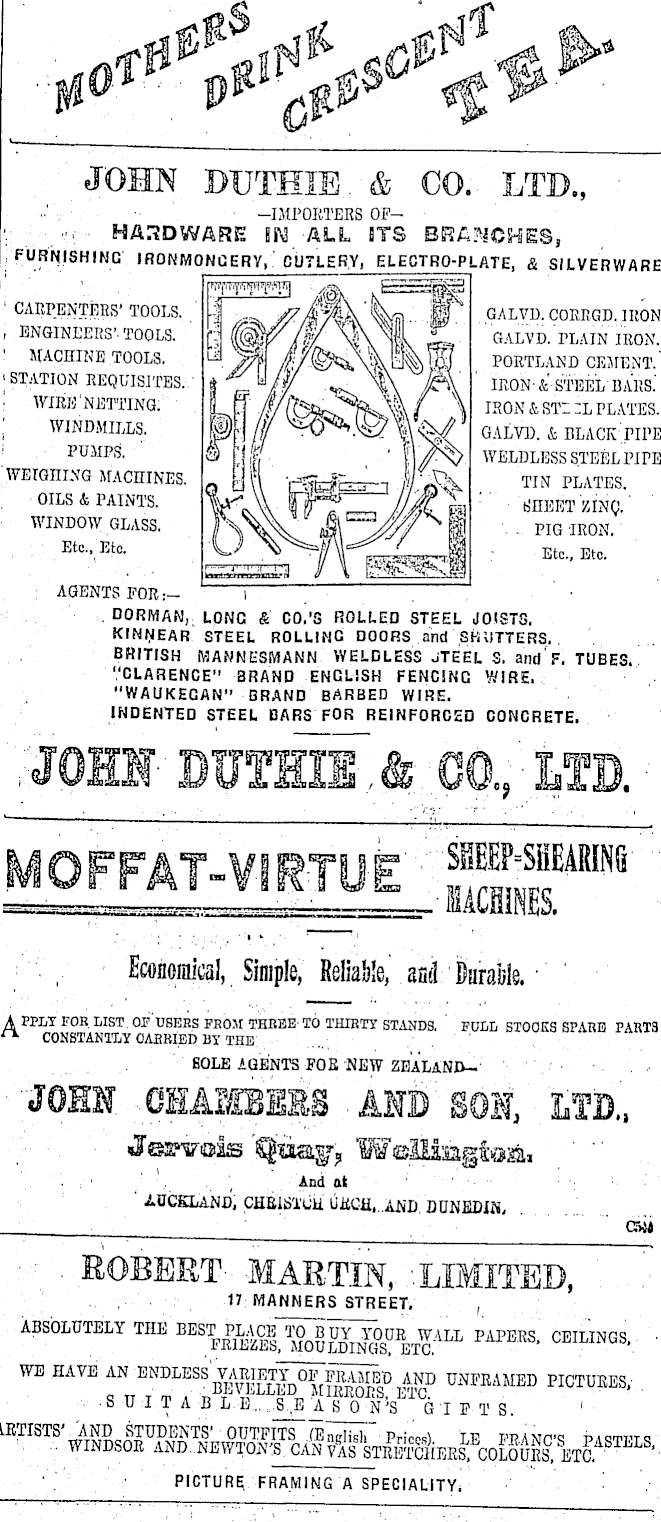 MOTHERS
DRINK
CRESCENT
TEA.
JOHN DUTHIE & CO. LTD.,
—IMPORTERS OF—
HARDWARE IN ALL ITS BRANCHES,
FURNISHING IRONMONGERY, CUTLERY, ELECTRO-PLATE, & SILVERWARE
CARPENTERS' TOOLS.
ENGINEERS' TOOLS.
MACHINE TOOLS.
STATION REQUISITES.
WIRE NETTING.
WINDMILLS.
PUMPS.
WEIGHING MACHINES.
OILS & PAINTS.
WINDOW GLASS.
Etc., Etc.
GALVD. CORRGD. IRON
GALVD. PLAIN IRON.
PORTLAND CEMENT.
IRON & STEEL BARS.
IRON & STEEL PLATES.
GALVD. & BLACK PIPE
WELDLESS STEEL PIPE
TIN PLATES.
SHEET ZINC.
PIG IRON.
Etc., Etc.
AGENTS FOR:—
DORMAN, LONG & CO.'S ROLLED STEEL JOISTS.
KINNEAR STEEL ROLLING DOORS and SHUTTERS.
BRITISH MANNESMANN WELDLESS STEEL S. and F. TUBES.
"CLARENCE" BRAND ENGLISH FENCING WIRE.
"WAUKEGAN" BRAND BARBED WIRE.
INDENTED STEEL BARS FOR REINFORCED CONCRETE.
JOHN DUTHIE & CO., LTD.
MOFFAT-VIRTUE SHEEP-SHEARING
MACHINES.
Economical, Simple, Reliable, and Durable.
APPLY FOR LIST OF USERS FROM THREE TO THIRTY STANDS. FULL STOCKS SPARE PARTS
CONSTANTLY CARRIED BY THE
SOLE AGENTS FOR NEW ZEALAND—
JOHN CHAMBERS AND SON, LTD.,
Jervois Quay, Wellington.
And at
AUCKLAND, CHRISTCHURCH, AND DUNEDIN.
ROBERT MARTIN, LIMITED,
17 MANNERS STREET.
ABSOLUTELY THE BEST PLACE TO BUY YOUR WALL PAPERS, CEILINGS,
FRIEZES, MOULDINGS, ETC.
WE HAVE AN ENDLESS VARIETY OF FRAMED AND UNFRAMED PICTURES,
BEVELLED MIRRORS, ETC.
SUITABLE SEASON'S GIFTS.
ARTISTS' AND STUDENTS' OUTFITS (English Prices). LE FRANC'S PASTELS,
WINDSOR AND NEWTON'S CANVAS STRETCHERS, COLOURS, ETC.
PICTURE FRAMING A SPECIALITY.